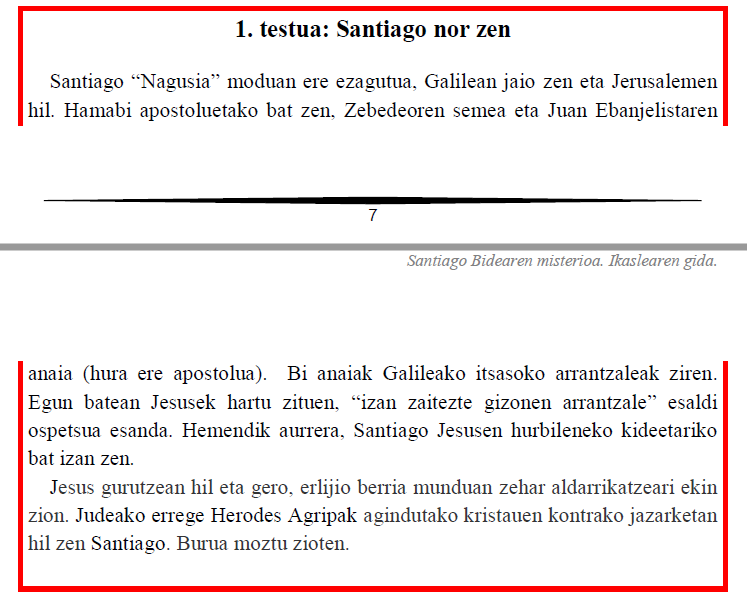 1. testua: Santiago nor zen
Santiago “Nagusia” moduan ere ezagutua, Galilean jaio zen eta Jerusalemen
hil. Hamabi apostoluetako bat zen, Zebedeoren semea eta Juan Ebanjelistaren
7
Santiago Bidearen misterioa. Ikaslearen gida.
anaia (hura ere apostolua). Bi anaiak Galileako itsasoko arrantzaleak ziren.
Egun batean Jesusek hartu zituen, “izan zaitezte gizonen arrantzale” esaldi
ospetsua esanda. Hemendik aurrera, Santiago Jesusen hurbileneko kideetariko
bat izan zen.
Jesus gurutzean hil eta gero, erlijio berria munduan zehar aldarrikatzeari ekin
zion. Judeako errege Herodes Agripak agindutako kristauen kontrako jazarketan
hil zen Santiago. Burua moztu zioten.